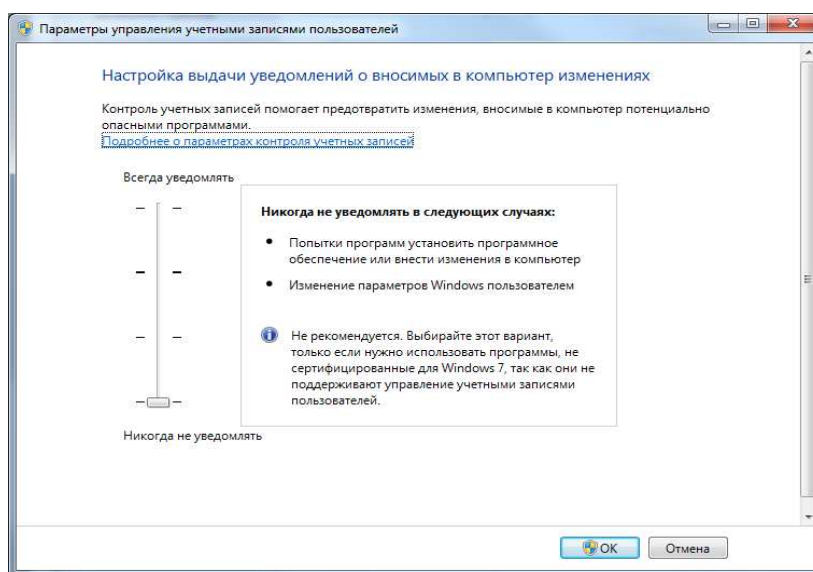 Параметры управления учетными записями пользователей
Настройка выдачи уведомлений о вносимых в компьютер изменениях
Контроль учетных записей помогает предотвратить изменения, вносимые в компьютер потенциально
опасными программами.
Подробнее о параметрах контроля учетных записей
Всегда уведомлять
Никогда не уведомлять в следующих случаях:
Попытки программ установить программное
обеспечение или внести изменения в компьютер
Изменение параметров Windows пользователем
Не рекомендуется. Выбирайте этот вариант,
только если нужно использовать программы, не
сертифицированные для Windows 7, так как они не
поддерживают управление учетными записями
пользователей.
Никогда не уведомлять
OK
Отмена